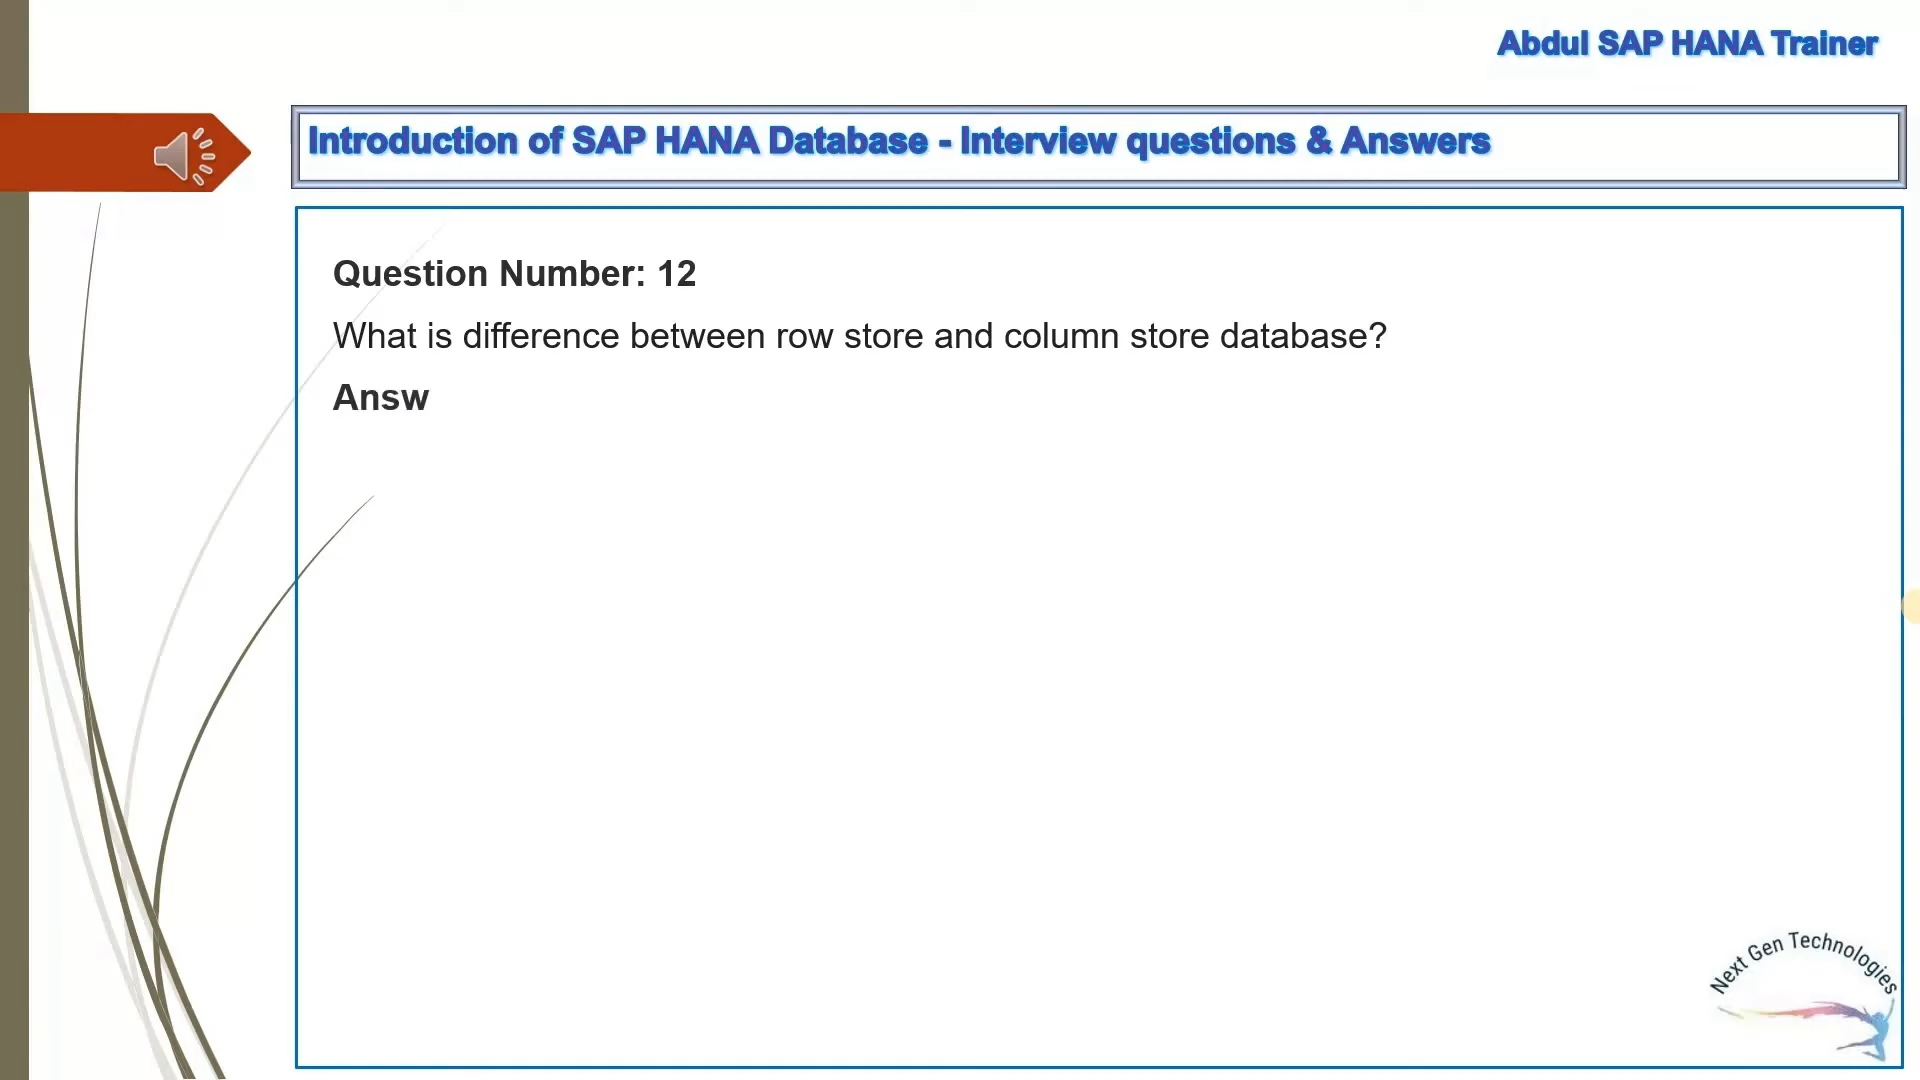 Abdul SAP HANA Trainer
Introduction of SAP HANA Database - Interview questions & Answers
Question Number: 12
What is difference between row store and column store database?
Answ
Next Gen Technologies